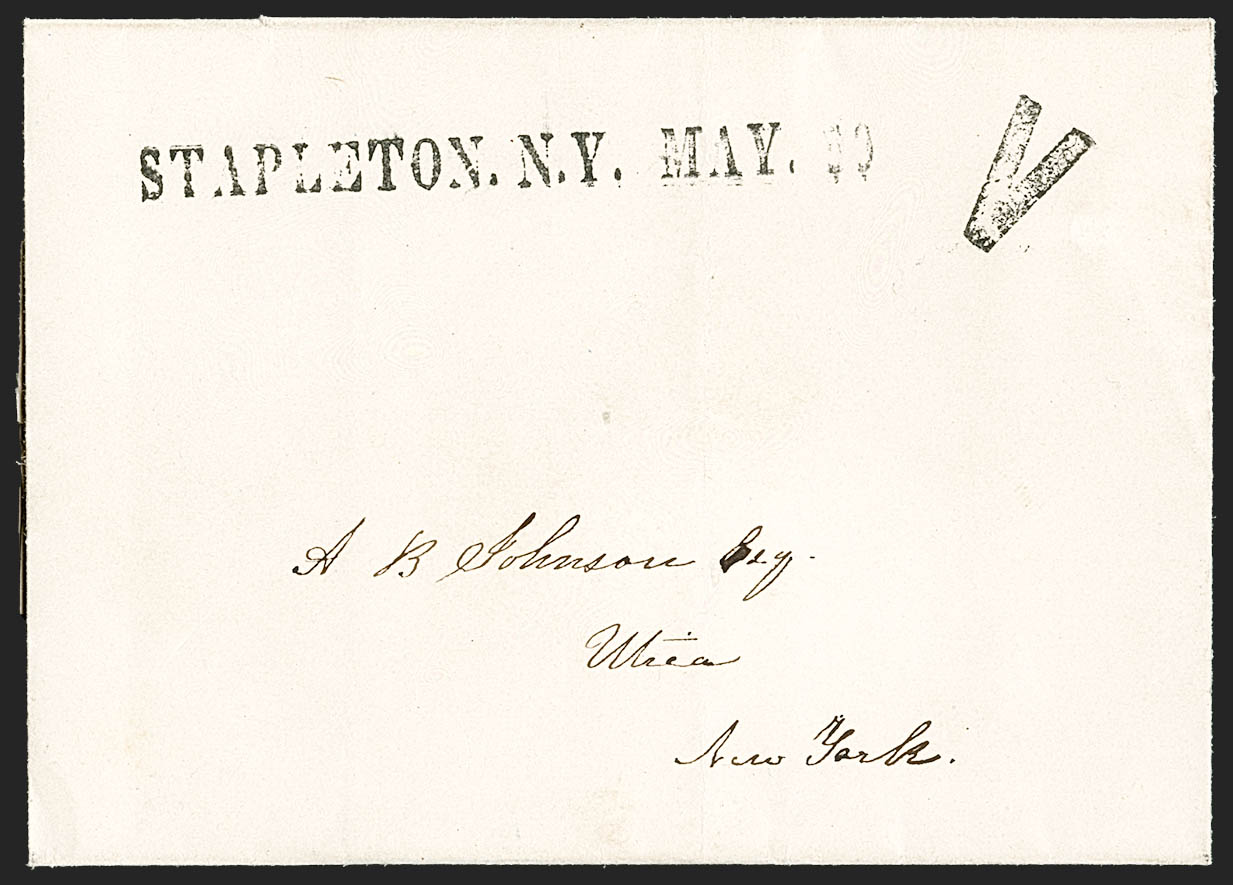 STAPLETON. N.Y. MAY. V
A B Johnson Esq.
Utica
New York.